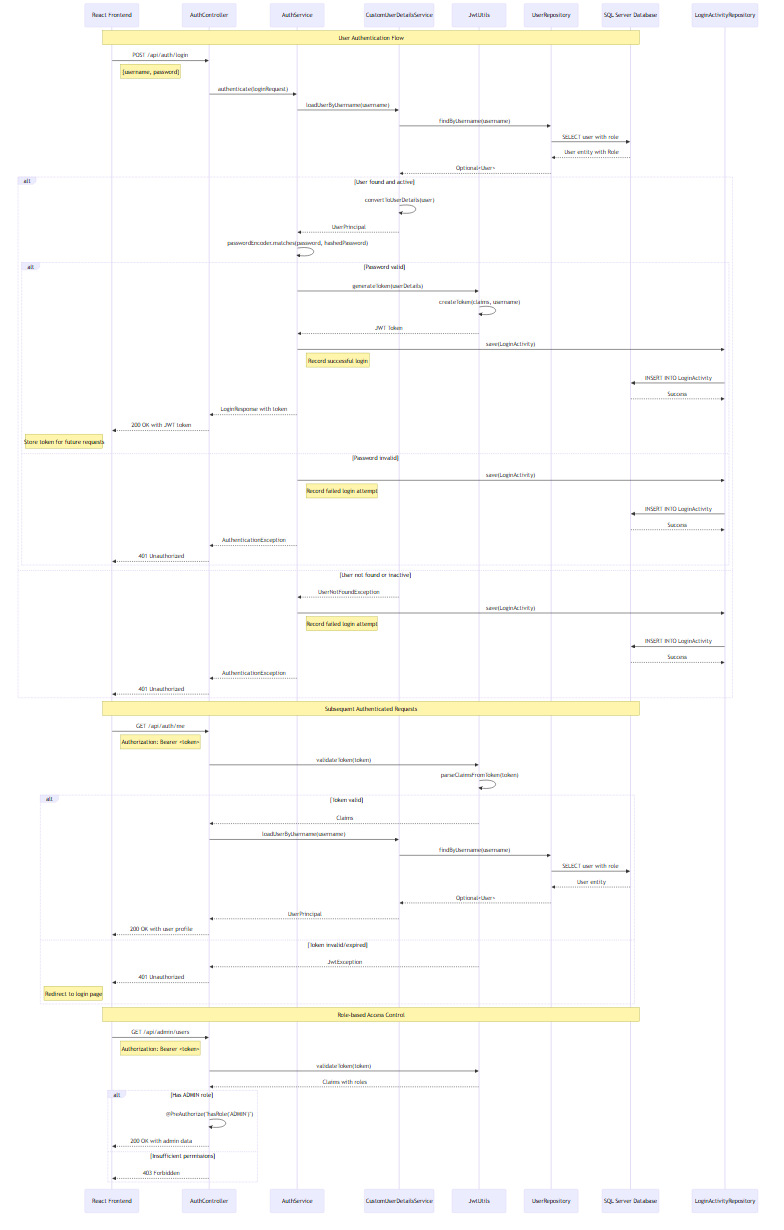 React Frontend AuthController AuthService CustomUserDetailsService JwtUtils UserRepository SQL Server Database LoginActivityRepository
User Authentication Flow
POST /api/auth/login
{username, password}
authenticate(loginRequest)
loadUserByUsername(username)
findByUsername(username)
SELECT user with role
User entity with Role
Optional<User>
alt [User found and active]
convertToUserDetails(user)
UserPrincipal
passwordEncoder.matches(password, hashedPassword)
alt [Password valid]
generateToken(userDetails)
createToken(claims, username)
JWT Token
save(LoginActivity)
Record successful login
INSERT INTO LoginActivity
Success
LoginResponse with token
200 OK with JWT token
Store token for future requests
[Password invalid]
save(LoginActivity)
Record failed login attempt
INSERT INTO LoginActivity
Success
AuthenticationException
401 Unauthorized
[User not found or inactive]
UserNotFoundException
save(LoginActivity)
Record failed login attempt
INSERT INTO LoginActivity
Success
AuthenticationException
401 Unauthorized
Subsequent Authenticated Requests
GET /api/auth/me
Authorization: Bearer <token>
validateToken(token)
parseClaimsFromToken(token)
alt [Token valid]
Claims
loadUserByUsername(username)
findByUsername(username)
SELECT user with role
User entity
Optional<User>
UserPrincipal
200 OK with user profile
[Token invalid/expired]
JwtException
401 Unauthorized
Redirect to login page
Role-based Access Control
GET /api/admin/users
Authorization: Bearer <token>
validateToken(token)
Claims with roles
alt [Has ADMIN role]
@PreAuthorize("hasRole('ADMIN')")
200 OK with admin data
[Insufficient permissions]
403 Forbidden
React Frontend AuthController AuthService CustomUserDetailsService JwtUtils UserRepository SQL Server Database LoginActivityRepository